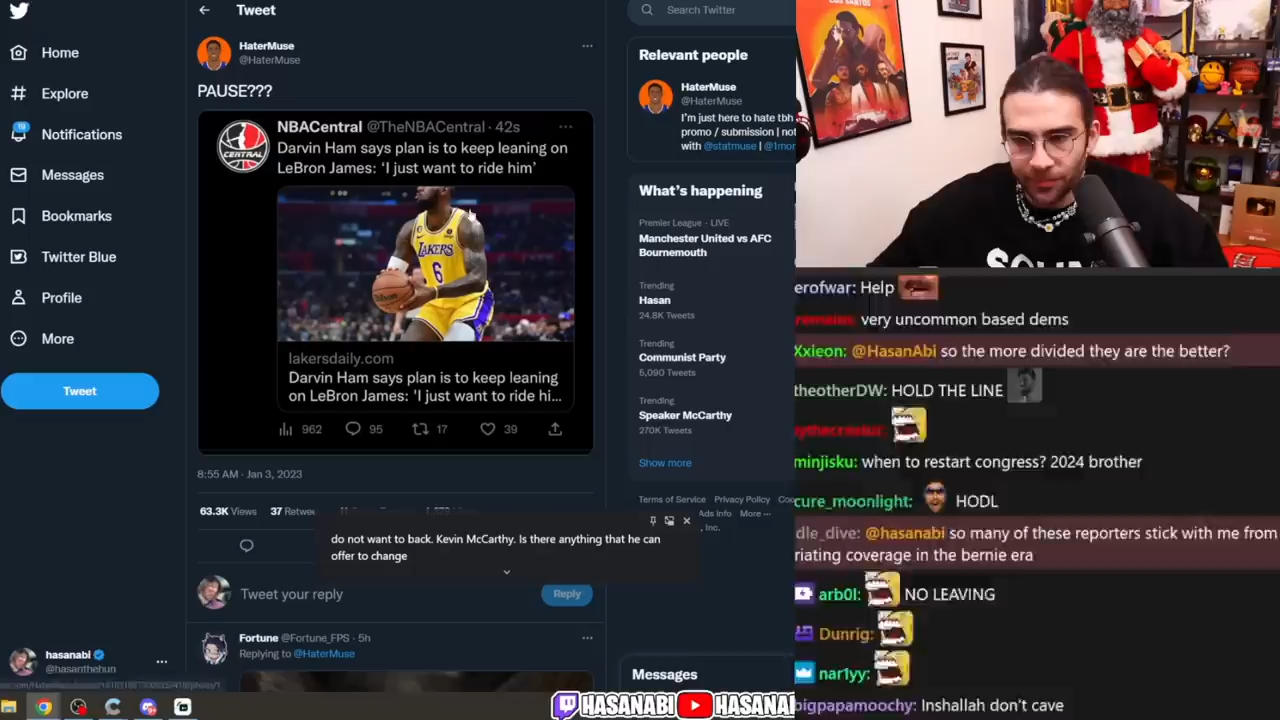 Home
Explore
19
Notifications
Messages
Bookmarks
Twitter Blue
Profile
More
Tweet
hasanabi
@hasanthehun
Tweet
HaterMuse
@HaterMuse
PAUSE???
NBACentral @TheNBACentral · 42s
Darvin Ham says plan is to keep leaning on
LeBron James: ‘I just want to ride him’
CENTRAL
LAKERS
6
lakersdaily.com
Darvin Ham says plan is to keep leaning
on LeBron James: 'I just want to ride hi...
962 95 17 39
8:55 AM · Jan 3, 2023
63.3K Views 37 Retwe
do not want to back. Kevin McCarthy. Is there anything that he can
offer to change
Tweet your reply
Reply
Fortune @Fortune_FPS · 5h
Replying to @HaterMuse
Search Twitter
Relevant people
HaterMuse
@HaterMuse
I'm just here to hate tbh
promo / submission | not
with @statmuse | @1mor
What's happening
Premier League · LIVE
Manchester United vs AFC
Bournemouth
Trending
Hasan
24.8K Tweets
Trending
Communist Party
5,090 Tweets
Trending
Speaker McCarthy
270K Tweets
Show more
Terms of Service Privacy Policy Coo
Ads Info More ···
, Inc.
Messages
HASANABI HASANA
erofwar: Help
very uncommon based dems
Xxieon: @HasanAbi so the more divided they are the better?
theotherDW: HOLD THE LINE
minjisku: when to restart congress? 2024 brother
cure_moonlight: HODL
dle_dive: @hasanabi so many of these reporters stick with me from
riating coverage in the bernie era
arb0l: NO LEAVING
Dunrig:
nar1yy:
bigpapamoochy: Inshallah don't cave